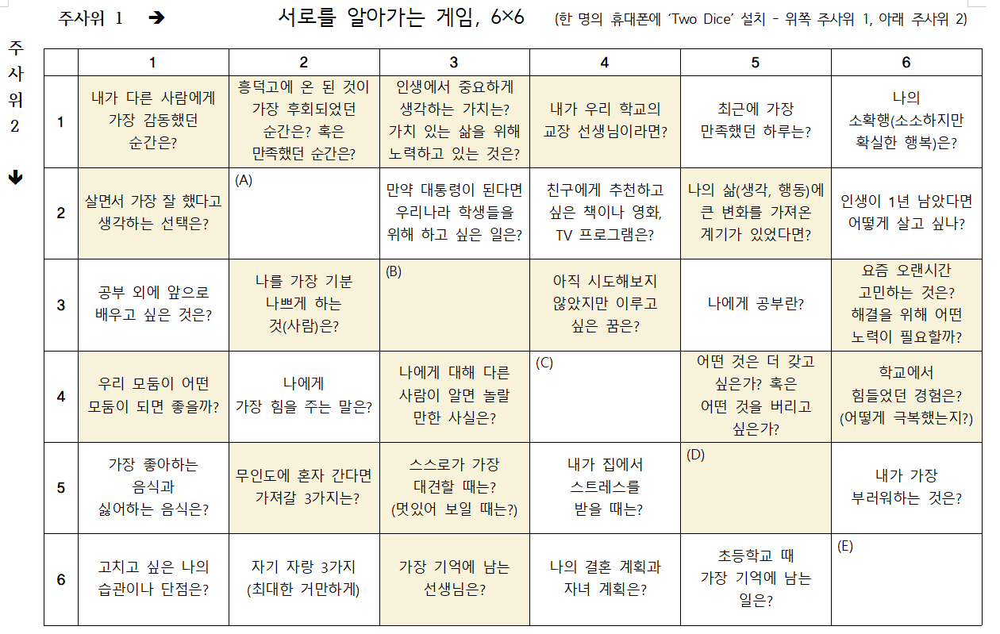 주사위 1 ➔
서로를 알아가는 게임, 6×6
(한 명의 휴대폰에 ‘Two Dice’ 설치 - 위쪽 주사위 1, 아래 주사위 2)
주
사
위
2
🡻
1 2 3 4 5 6
1
내가 다른 사람에게
가장 감동했던
순간은?
흥덕고에 온 된 것이
가장 후회되었던
순간은? 혹은
만족했던 순간은?
인생에서 중요하게
생각하는 가치는?
가치 있는 삶을 위해
노력하고 있는 것은?
내가 우리 학교의
교장 선생님이라면?
최근에 가장
만족했던 하루는?
나의
소확행(소소하지만
확실한 행복)은?
2
살면서 가장 잘 했다고
생각하는 선택은?
(A)
만약 대통령이 된다면
우리나라 학생들을
위해 하고 싶은 일은?
친구에게 추천하고
싶은 책이나 영화,
TV 프로그램은?
나의 삶(생각, 행동)에
큰 변화를 가져온
계기가 있었다면?
인생이 1년 남았다면
어떻게 살고 싶나?
3
공부 외에 앞으로
배우고 싶은 것은?
나를 가장 기분
나쁘게 하는
것(사람)은?
(B)
아직 시도해보지
않았지만 이루고
싶은 꿈은?
나에게 공부란?
요즘 오랜시간
고민하는 것은?
해결을 위해 어떤
노력이 필요할까?
4
우리 모둠이 어떤
모둠이 되면 좋을까?
나에게
가장 힘을 주는 말은?
나에게 대해 다른
사람이 알면 놀랄
만한 사실은?
(C)
어떤 것은 더 갖고
싶은가? 혹은
어떤 것을 버리고
싶은가?
학교에서
힘들었던 경험은?
(어떻게 극복했는지?)
5
가장 좋아하는
음식과
싫어하는 음식은?
무인도에 혼자 간다면
가져갈 3가지는?
스스로가 가장
대견할 때는?
(멋있어 보일 때는?)
내가 집에서
스트레스를
받을 때는?
(D)
내가 가장
부러워하는 것은?
6
고치고 싶은 나의
습관이나 단점은?
자기 자랑 3가지
(최대한 거만하게)
가장 기억에 남는
선생님은?
나의 결혼 계획과
자녀 계획은?
초등학교 때
가장 기억에 남는
일은?
(E)